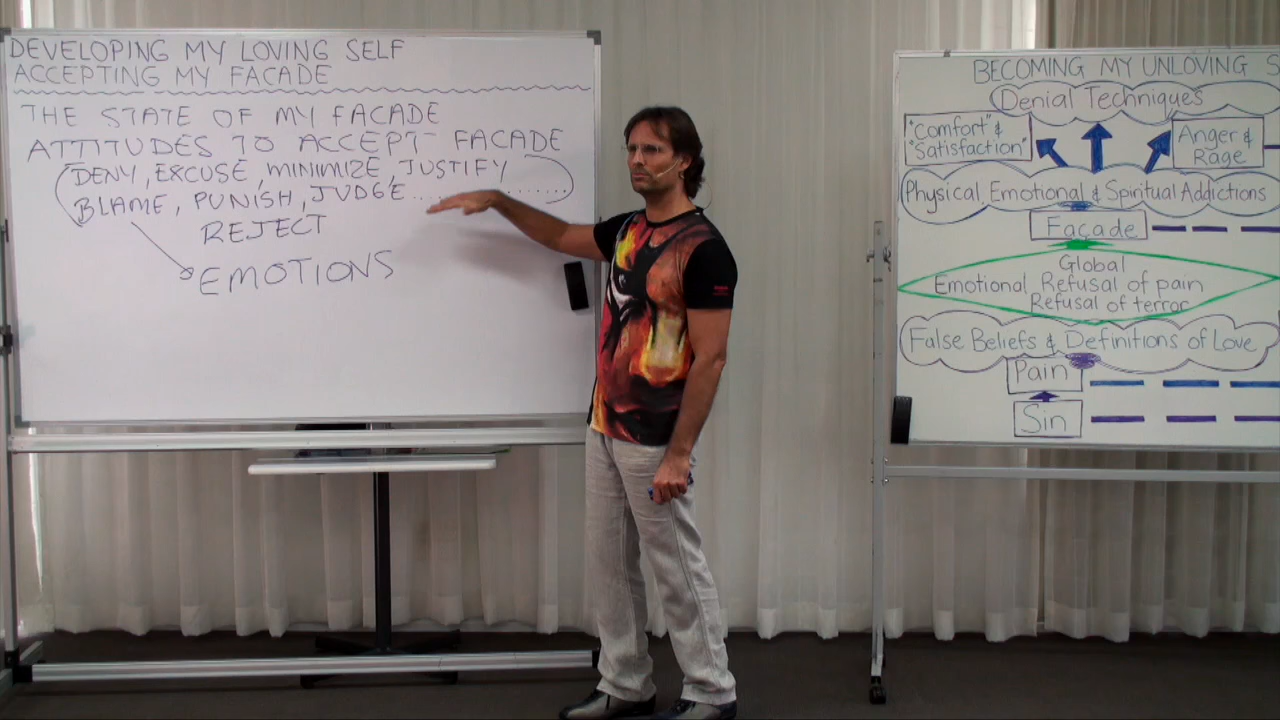 DEVELOPING MY LOVING SELF
ACCEPTING MY FACADE
THE STATE OF MY FACADE
ATTITUDES TO ACCEPT FACADE
(DENY, EXCUSE, MINIMIZE, JUSTIFY
BLAME, PUNISH, JUDGE...........)
REJECT
EMOTIONS
BECOMING MY UNLOVING S
Denial Techniques
"Comfort" &
"Satisfaction"
Anger &
Rage
Physical, Emotional & Spiritual Addictions
Façade
Global
Emotional Refusal of pain
Refusal of terror
False Beliefs & Definitions of Love
Pain
Sin